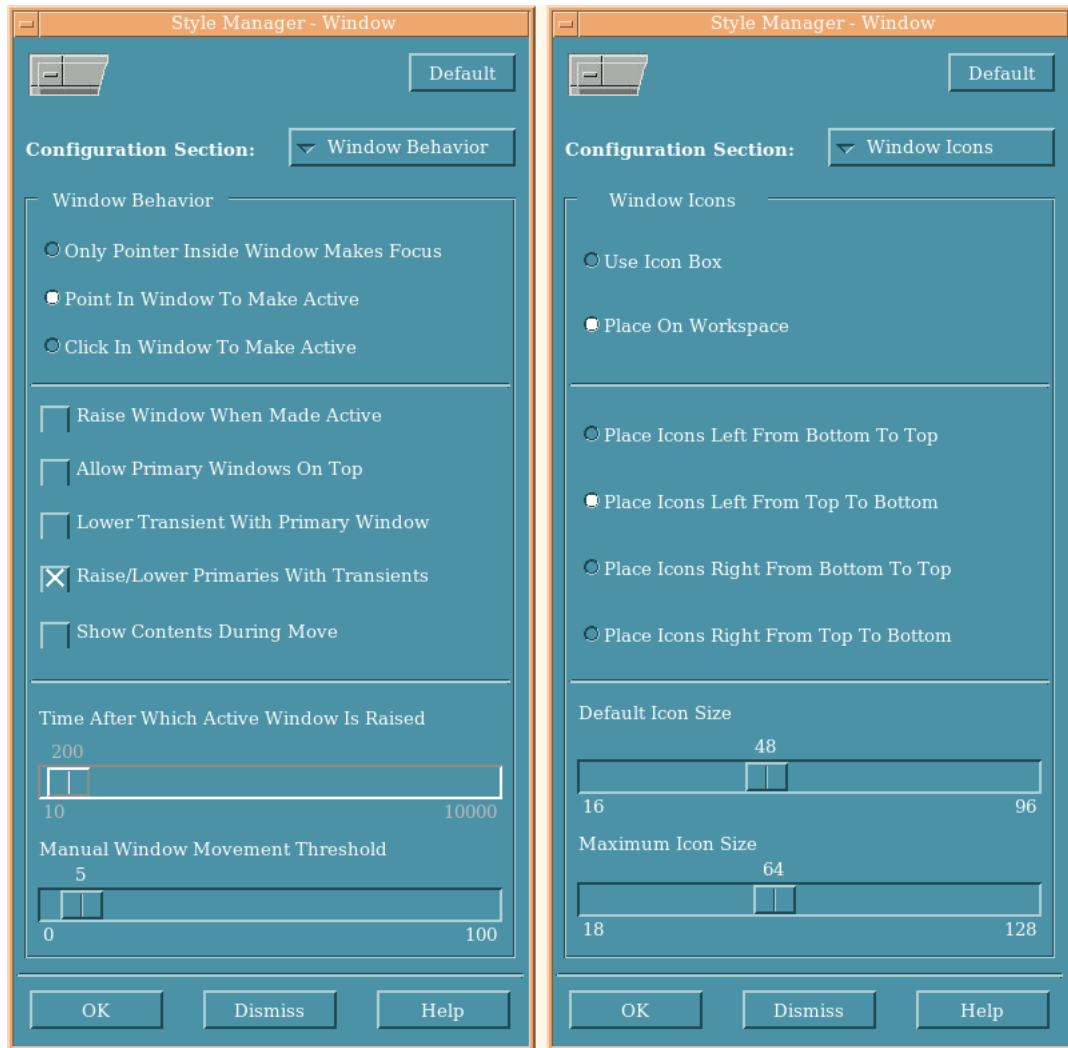 Style Manager - Window
Default
Configuration Section: Window Behavior
Window Behavior
Only Pointer Inside Window Makes Focus
Point In Window To Make Active
Click In Window To Make Active
Raise Window When Made Active
Allow Primary Windows On Top
Lower Transient With Primary Window
Raise/Lower Primaries With Transients
Show Contents During Move
Time After Which Active Window Is Raised
200
10 10000
Manual Window Movement Threshold
5
0 100
OK Dismiss Help
Style Manager - Window
Default
Configuration Section: Window Icons
Window Icons
Use Icon Box
Place On Workspace
Place Icons Left From Bottom To Top
Place Icons Left From Top To Bottom
Place Icons Right From Bottom To Top
Place Icons Right From Top To Bottom
Default Icon Size
48
16 96
Maximum Icon Size
64
18 128
OK Dismiss Help